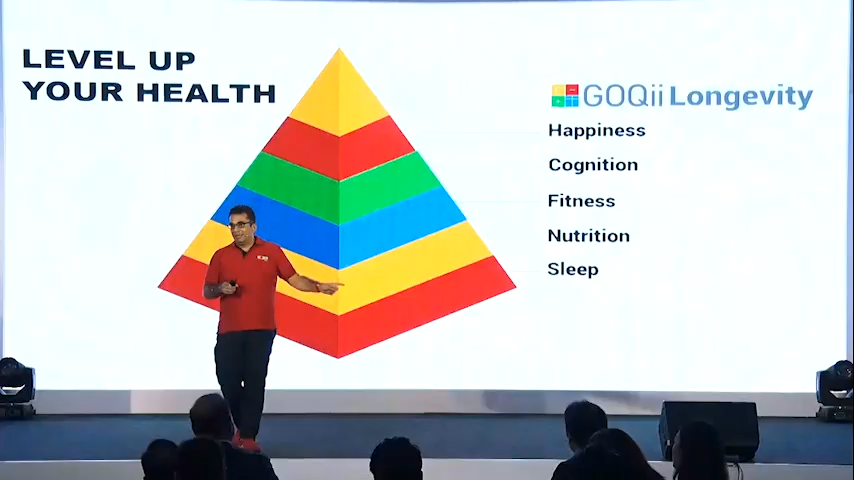 LEVEL UP
YOUR HEALTH
GOQii Longevity
Happiness
Cognition
Fitness
Nutrition
Sleep